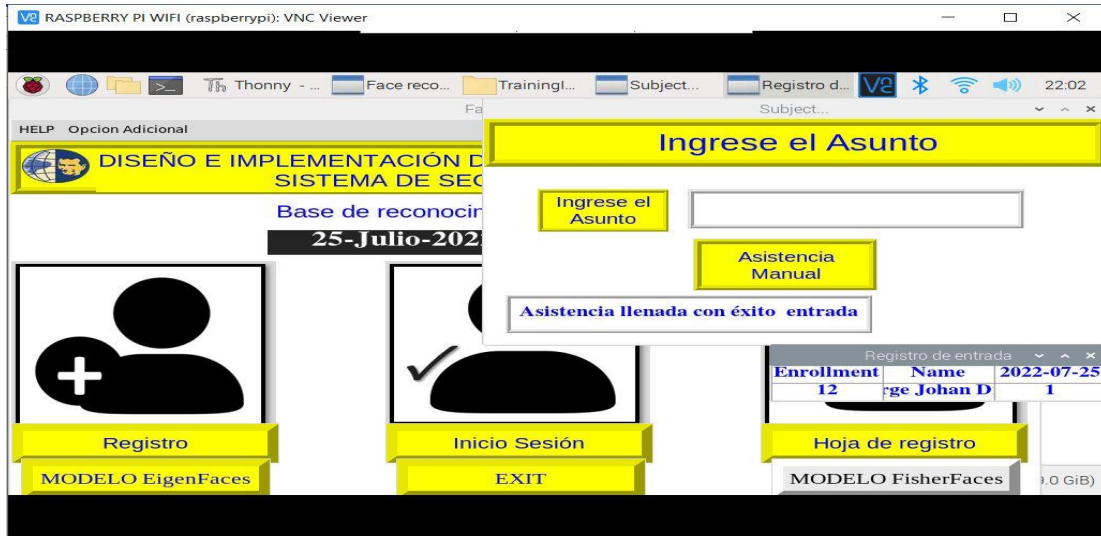 RASPBERRY PI WIFI (raspberrypi): VNC Viewer
Thonny - ... Face reco... TrainingI... Subject... Registro d... 22:02
Fa Subject...
HELP Opcion Adicional
Ingrese el Asunto
DISEÑO E IMPLEMENTACIÓN D
SISTEMA DE SEC
Ingrese el
Asunto
Base de reconocir
25-Julio-202
Asistencia
Manual
Asistencia llenada con éxito entrada
Registro de entrada
Enrollment Name 2022-07-25
12 rge Johan D 1
Registro Inicio Sesión Hoja de registro
MODELO EigenFaces EXIT MODELO FisherFaces .0 GiB)